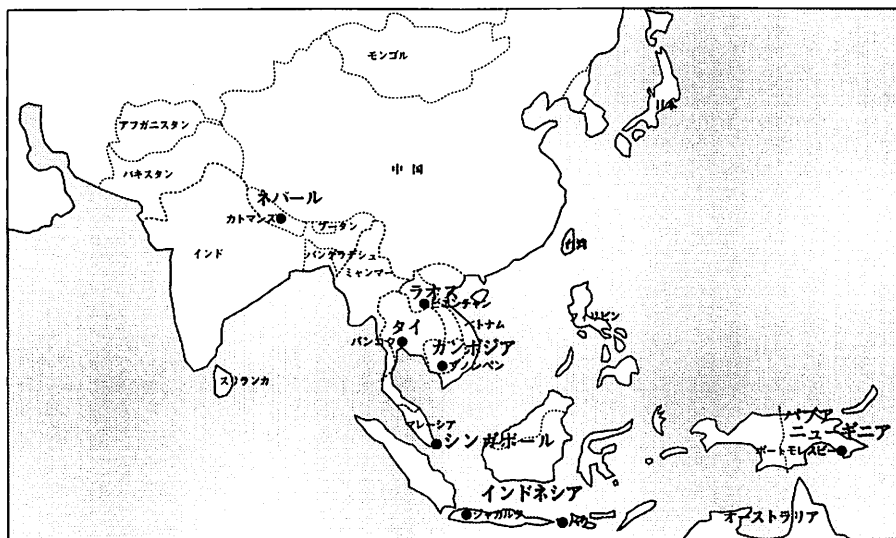 モンゴル
N
日本
アフガニスタン
パキスタン
中国
ネパール
カトマンズ
ブータン
インド
バングラデシュ
ミャンマー
台湾
ラオス
ビエンチャン
フィリピン
タイ
ベトナム
バンコク
カンボジア
プノンペン
スリランカ
マレーシア
シンガポール
パプア
ニューギニア
ポートモレスビー
インドネシア
ジャカルタ
バリ
オーストラリア